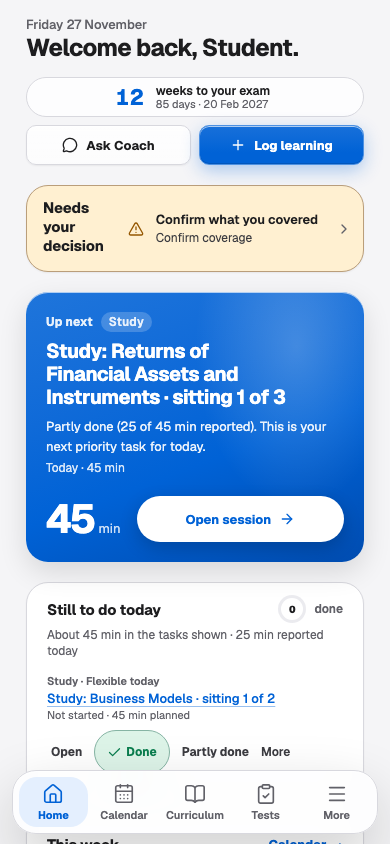 Friday 27 November
Welcome back, Student.
12
weeks to your exam
85 days · 20 Feb 2027
Ask Coach
Log learning
Needs
your
decision
Confirm what you covered
Confirm coverage
Up next
Study
Study: Returns of
Financial Assets and
Instruments · sitting 1 of 3
Partly done (25 of 45 min reported). This is your
next priority task for today.
Today · 45 min
45 min
Open session
Still to do today
0 done
About 45 min in the tasks shown · 25 min reported
today
Study · Flexible today
Study: Business Models · sitting 1 of 2
Not started · 45 min planned
Open
Done
Partly done
More
Home
Calendar
Curriculum
Tests
More
This week
Calendar